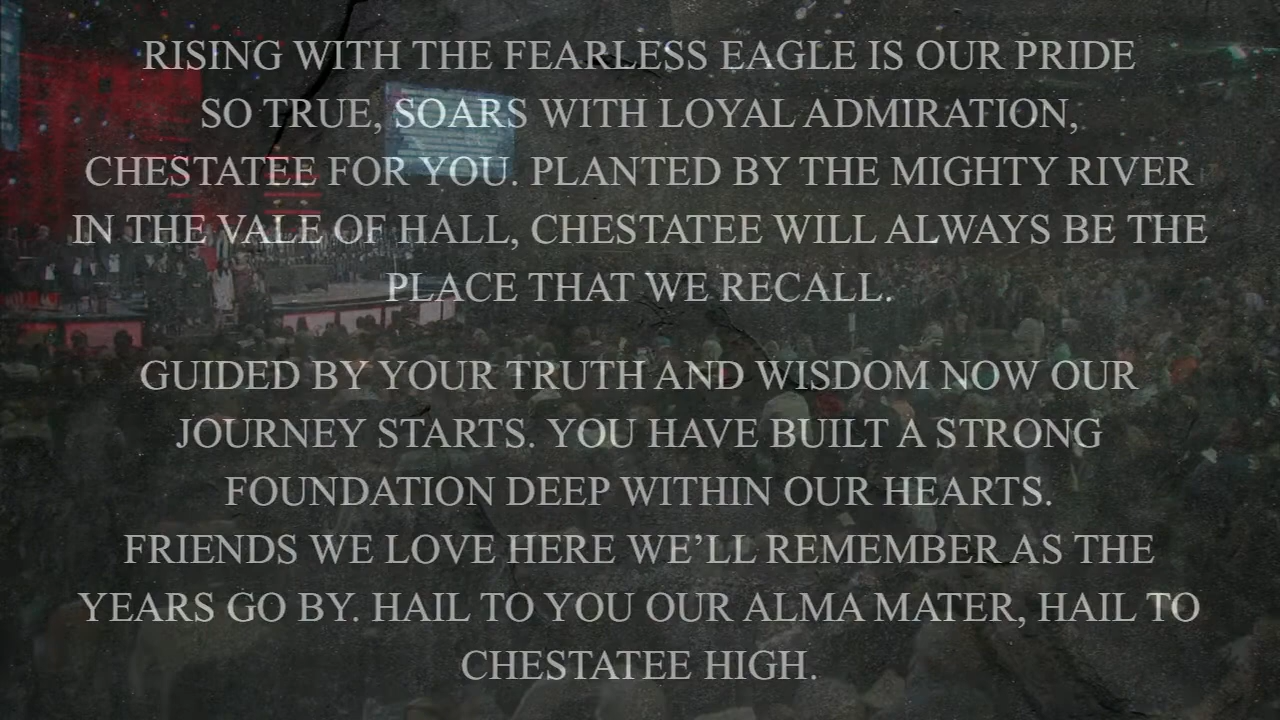 RISING WITH THE FEARLESS EAGLE IS OUR PRIDE
SO TRUE, SOARS WITH LOYAL ADMIRATION,
CHESTATEE FOR YOU. PLANTED BY THE MIGHTY RIVER
IN THE VALE OF HALL, CHESTATEE WILL ALWAYS BE THE
PLACE THAT WE RECALL.
GUIDED BY YOUR TRUTH AND WISDOM NOW OUR
JOURNEY STARTS. YOU HAVE BUILT A STRONG
FOUNDATION DEEP WITHIN OUR HEARTS.
FRIENDS WE LOVE HERE WE’LL REMEMBER AS THE
YEARS GO BY. HAIL TO YOU OUR ALMA MATER, HAIL TO
CHESTATEE HIGH.